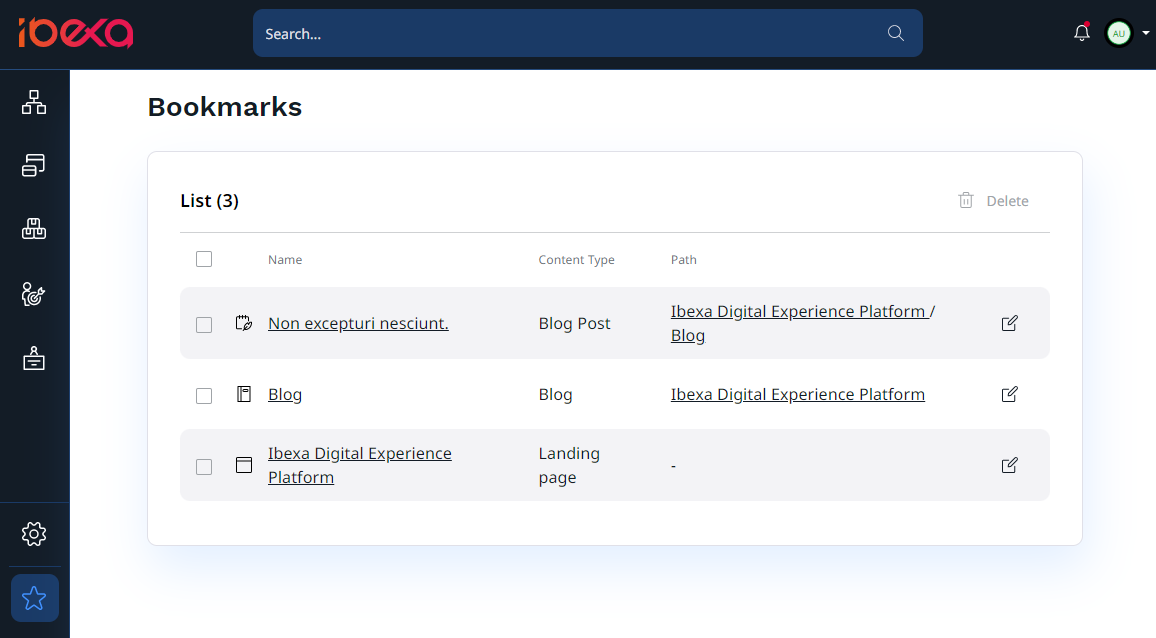 ibexa
Search...
AU
Bookmarks
List (3)
Delete
Name Content Type Path
Non excepturi nesciunt. Blog Post Ibexa Digital Experience Platform /
Blog
Blog Blog Ibexa Digital Experience Platform
Ibexa Digital Experience Landing
Platform page -